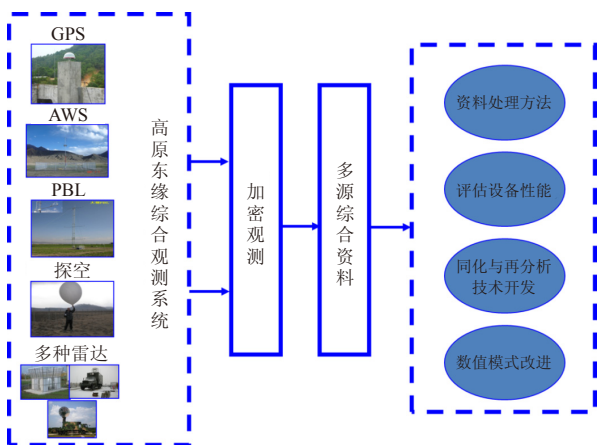 GPS
AWS
PBL
探空
多种雷达
高原东缘综合观测系统
加密观测
多源综合资料
资料处理方法
评估设备性能
同化与再分析
技术开发
数值模式改进